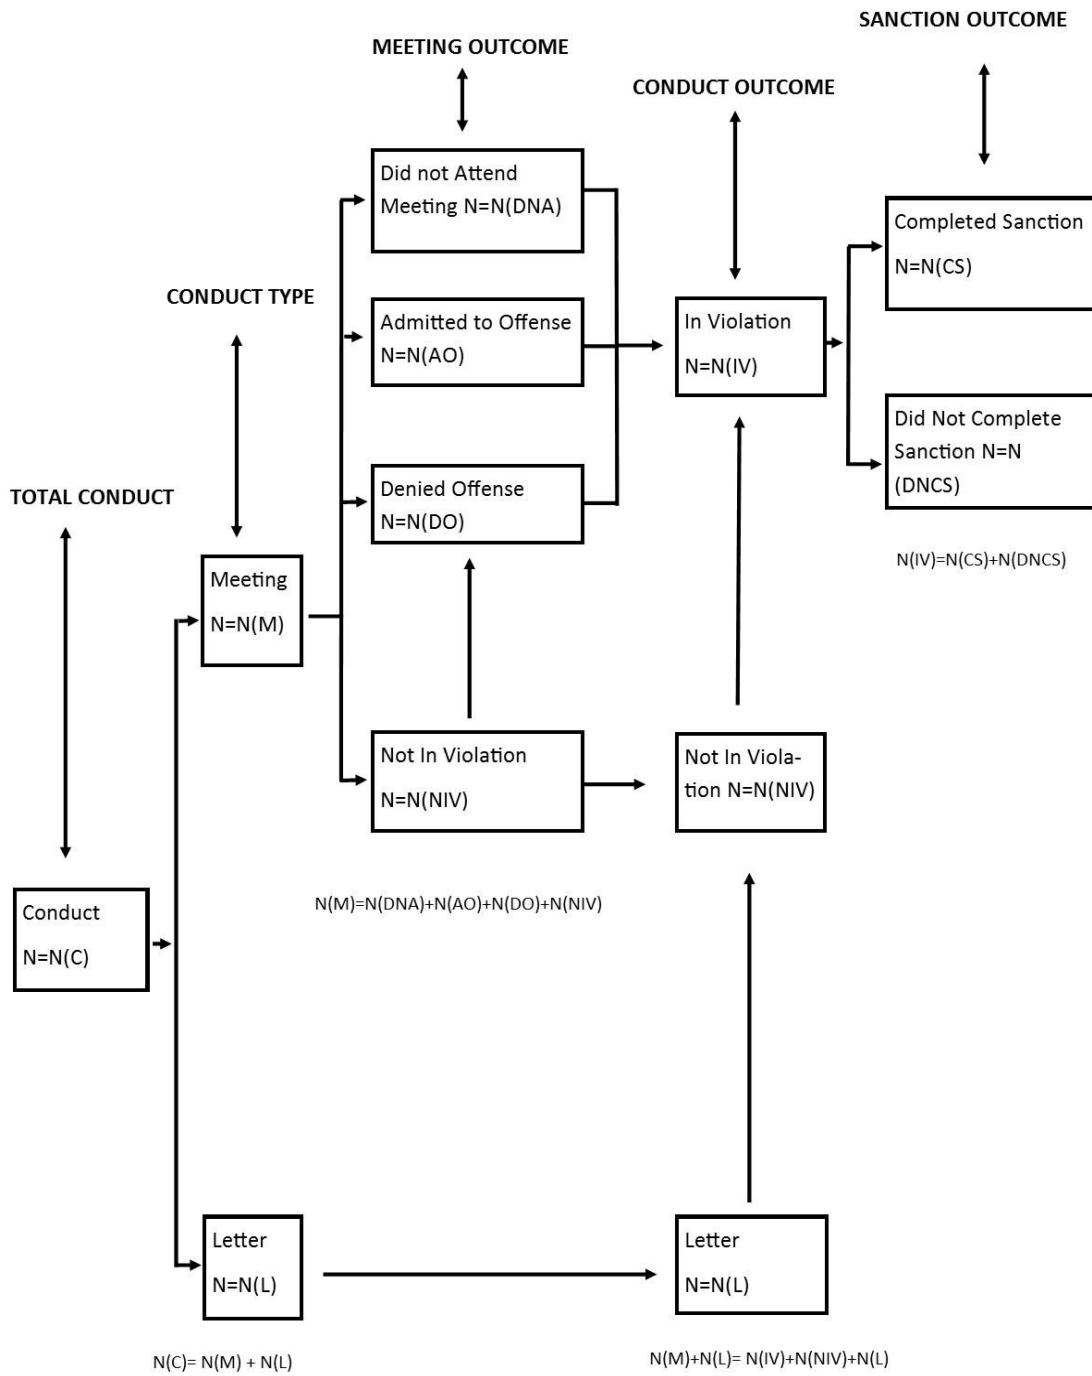 SANCTION OUTCOME
MEETING OUTCOME
CONDUCT OUTCOME
Did not Attend
Meeting N=N(DNA)
Completed Sanction
N=N(CS)
CONDUCT TYPE
Admitted to Offense
N=N(AO)
In Violation
N=N(IV)
Did Not Complete
Sanction N=N
(DNCS)
TOTAL CONDUCT
Denied Offense
N=N(DO)
N(IV)=N(CS)+N(DNCS)
Meeting
N=N(M)
Not In Violation
N=N(NIV)
Not In Viola-
tion N=N(NIV)
N(M)=N(DNA)+N(AO)+N(DO)+N(NIV)
Conduct
N=N(C)
Letter
N=N(L)
Letter
N=N(L)
N(C)= N(M) + N(L)
N(M)+N(L)= N(IV)+N(NIV)+N(L)